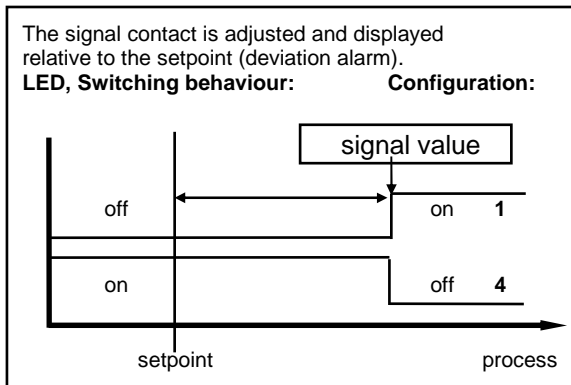 The signal contact is adjusted and displayed
relative to the setpoint (deviation alarm).
LED, Switching behaviour: Configuration:
signal value
off on 1
on off 4
setpoint process